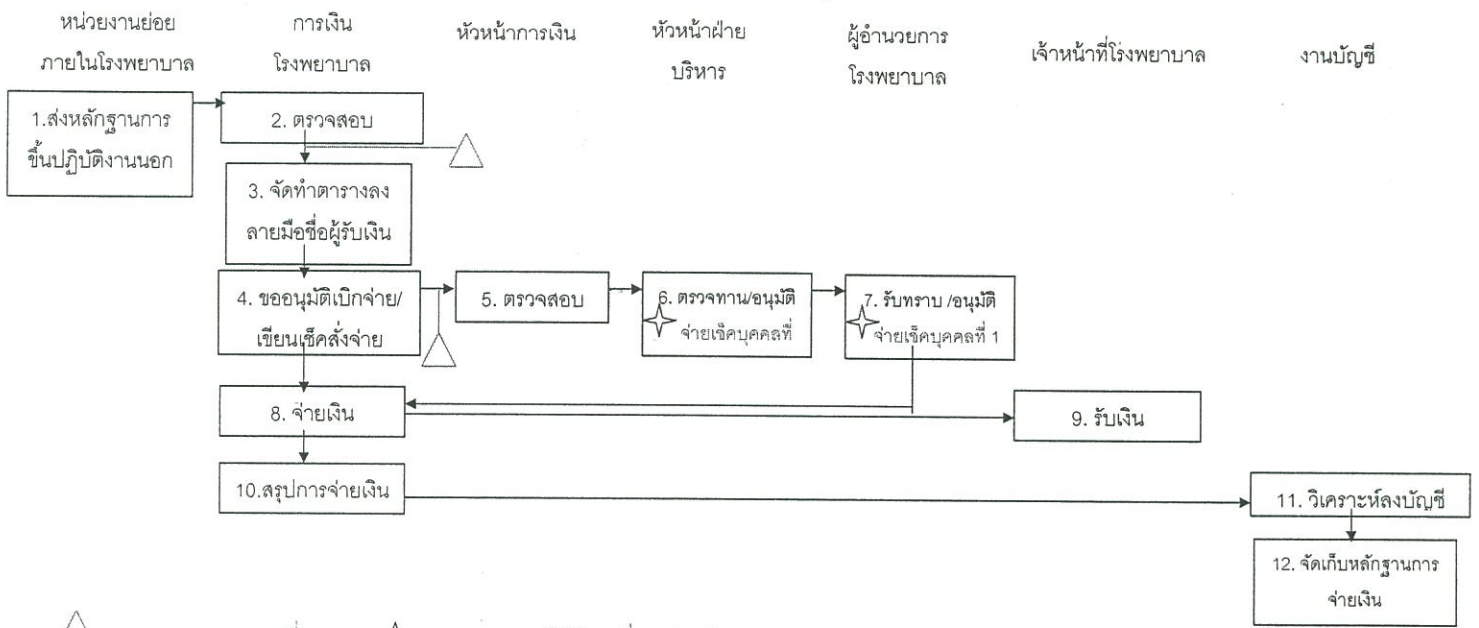 หน่วยงานย่อย
ภายในโรงพยาบาล
การเงิน
โรงพยาบาล
หัวหน้าการเงิน
หัวหน้าฝ่าย
บริหาร
ผู้อำนวยการ
โรงพยาบาล
เจ้าหน้าที่โรงพยาบาล
งานบัญชี
1.ส่งหลักฐานการ
ขึ้นปฏิบัติงานนอก
2. ตรวจสอบ
3. จัดทำตารางลง
ลายมือชื่อผู้รับเงิน
4. ขออนุมัติเบิกจ่าย/
เขียนเช็คสั่งจ่าย
5. ตรวจสอบ
6. ตรวจทาน/อนุมัติ
จ่ายเช็คบุคคลที่
7. รับทราบ /อนุมัติ
จ่ายเช็คบุคคลที่ 1
8. จ่ายเงิน
9. รับเงิน
10.สรุปการจ่ายเงิน
11. วิเคราะห์ลงบัญชี
12. จัดเก็บหลักฐานการ
จ่ายเงิน